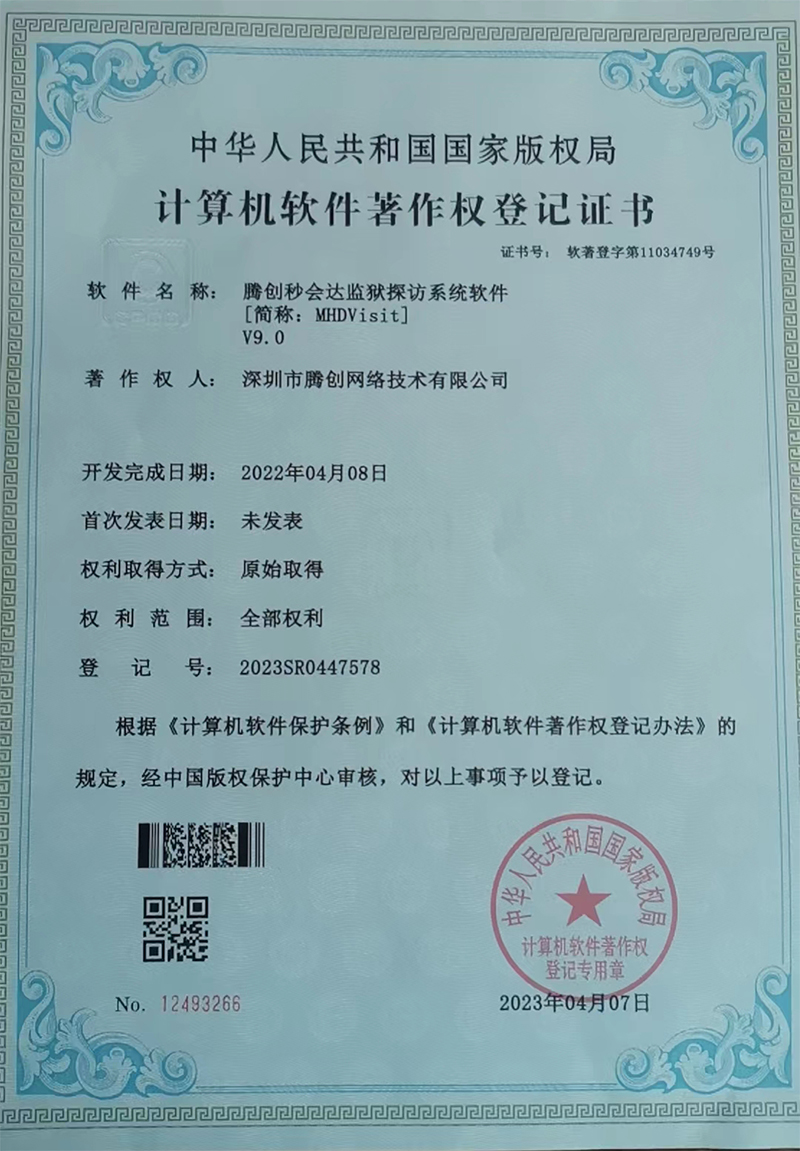 中华人民共和国国家版权局
计算机软件著作权登记证书
证书号： 软著登字第11034749号
软件名称： 腾创秒会达监狱探访系统软件
[简称：MHDVisit]
V9.0
著作权人： 深圳市腾创网络技术有限公司
开发完成日期： 2022年04月08日
首次发表日期： 未发表
权利取得方式： 原始取得
权利范围： 全部权利
登记号： 2023SR0447578
根据《计算机软件保护条例》和《计算机软件著作权登记办法》的
规定，经中国版权保护中心审核，对以上事项予以登记。
中华人民共和国国家版权局
计算机软件著作权
登记专用章
No. 12493266
2023年04月07日